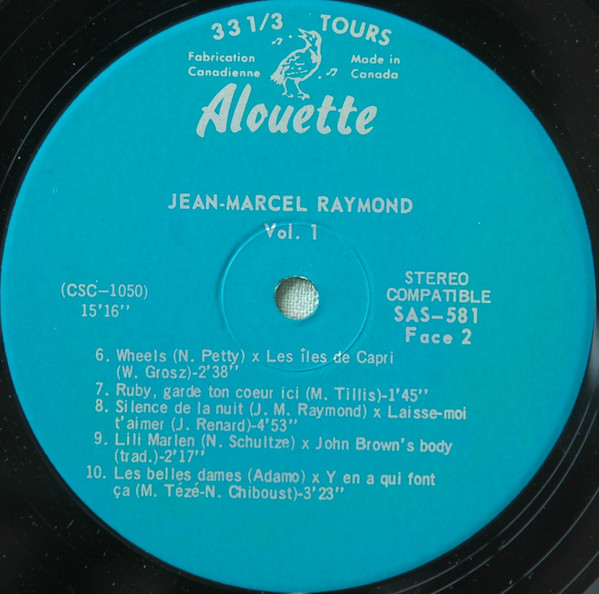 33 1/3 TOURS
Fabrication
Canadienne
Made in
Canada
Alouette
JEAN-MARCEL RAYMOND
Vol. 1
(CSC-1050)
15'16"
STEREO
COMPATIBLE
SAS-581
Face 2
6. Wheels (N. Petty) x Les îles de Capri
(W. Grosz)-2'38"
7. Ruby, garde ton coeur ici (M. Tillis)-1'45"
8. Silence de la nuit (J. M. Raymond) x Laisse-moi
t'aimer (J. Renard)-4'53"
9. Lili Marlen (N. Schultze) x John Brown's body
(trad.)-2'17"
10. Les belles dames (Adamo) x Y en a qui font
ça (M. Tézé-N. Chiboust)-3'23"